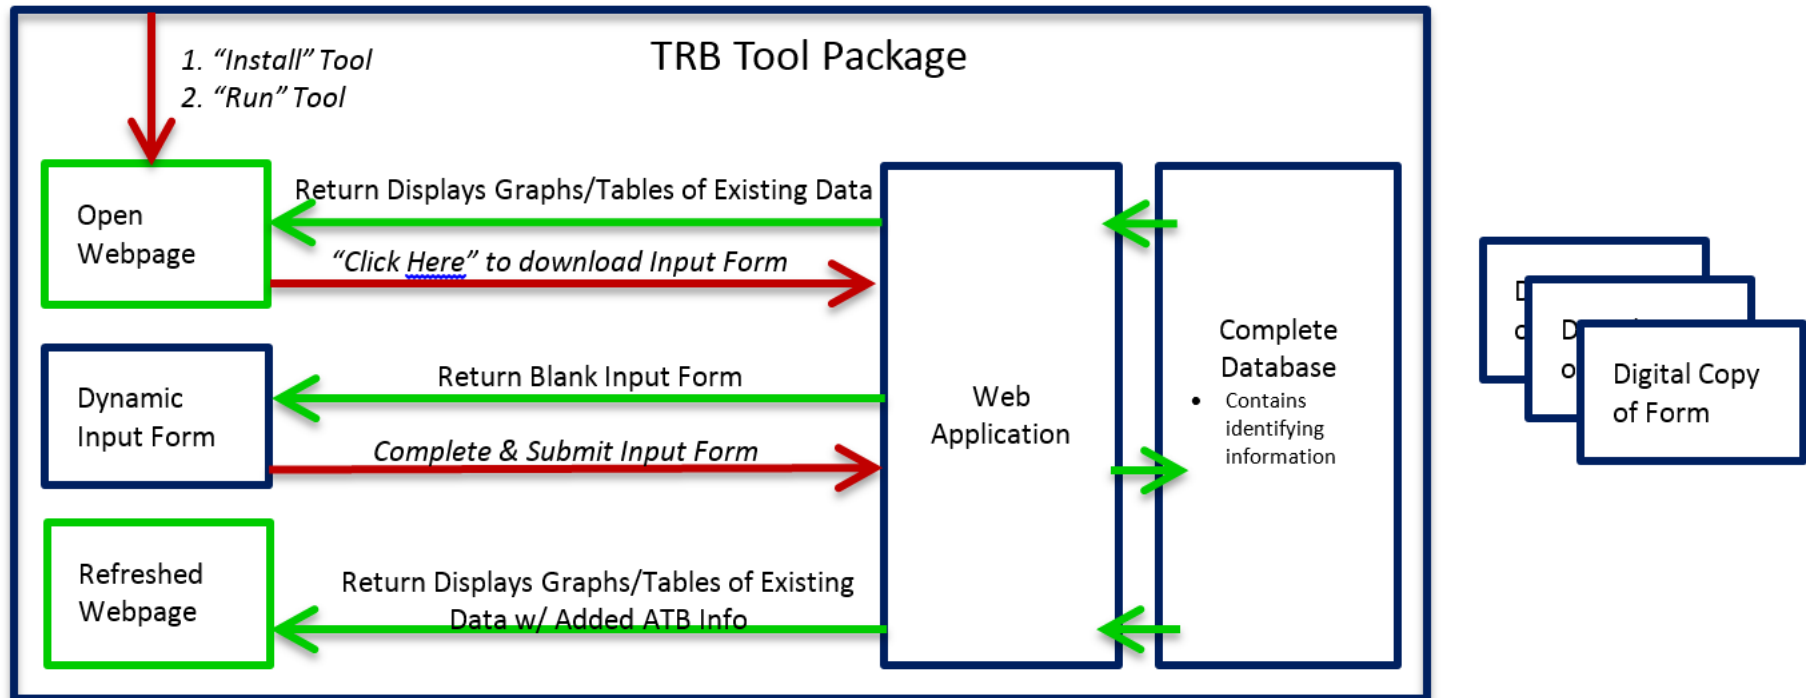 TRB Tool Package
1. “Install” Tool
2. “Run” Tool
Open
Webpage
Return Displays Graphs/Tables of Existing Data
“Click Here” to download Input Form
Dynamic
Input Form
Return Blank Input Form
Complete & Submit Input Form
Refreshed
Webpage
Return Displays Graphs/Tables of Existing
Data w/ Added ATB Info
Web
Application
Complete
Database
• Contains
identifying
information
Digital Copy
of Form